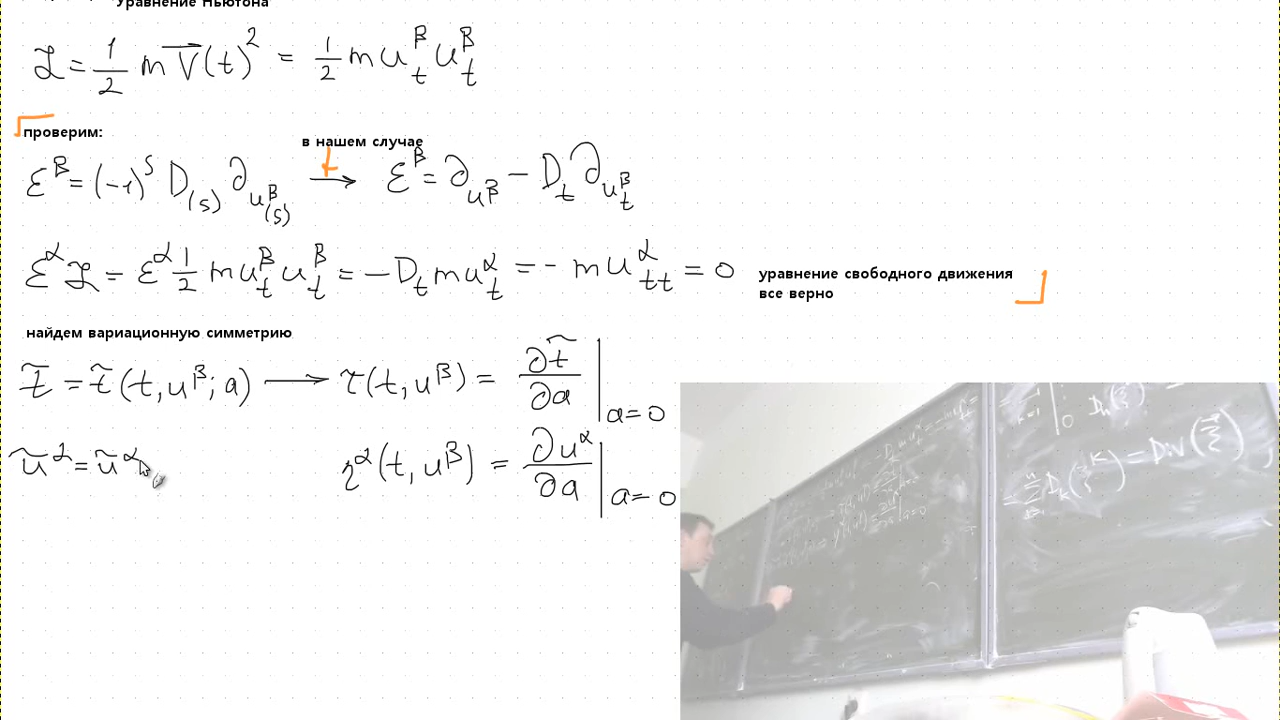 Уравнение Ньютона
ℒ = 1/2 m V⃗(t)² = 1/2 m u_t^β u_t^β
проверим:
в нашем случае
ℰ^β = (-1)^s D_(s) ∂_{u^β_(s)} → ℰ^β = ∂_{u^β} - D_t ∂_{u_t^β}
ℰ^α ℒ = ℰ^α 1/2 m u_t^β u_t^β = - D_t m u_t^α = - m u_tt^α = 0
уравнение свободного движения
все верно
найдем вариационную симметрию
t̃ = t̃(t, u^β; a) → τ(t, u^β) = ∂t̃/∂a |_{a=0}
ũ^α = ũ^α
η^α(t, u^β) = ∂u^α/∂a |_{a=0}